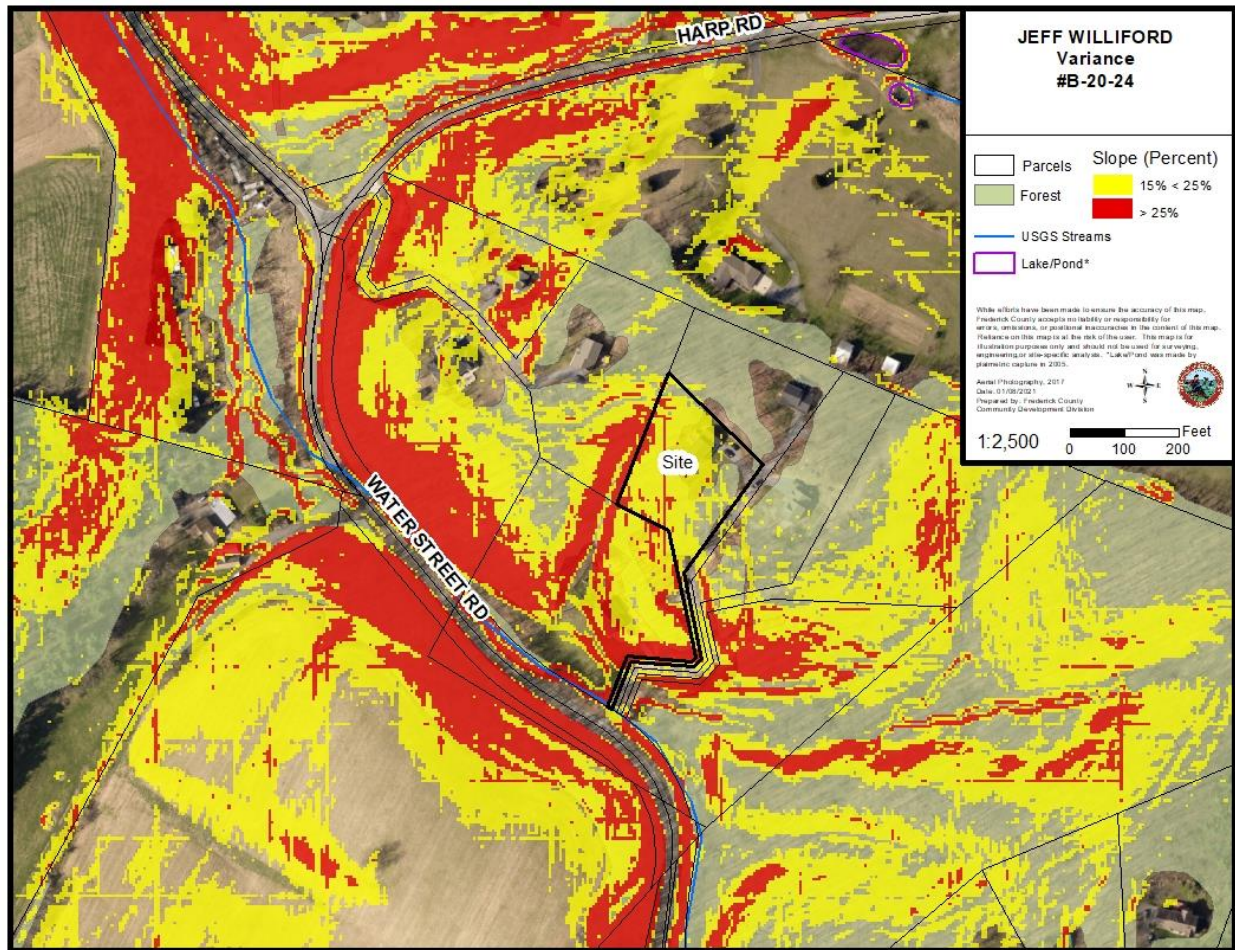 HARP RD
JEFF WILLIFORD
Variance
#B-20-24
Parcels
Forest
Slope (Percent)
15% < 25%
> 25%
USGS Streams
Lake/Pond*
While efforts have been made to ensure the accuracy of this map,
Frederick County accepts no liability or responsibility for
errors, omissions, or positional inaccuracies in the content of this map.
Reliance on this map is at the risk of the user. This map is for
illustration purposes only and should not be used for surveying,
engineering, or site-specific analysis. *Lake/Pond was made by
planimetric capture in 2005.
Aerial Photography, 2017
Date: 01/08/2021
Prepared by: Frederick County
Community Development Division
N
W E
S
1:2,500
Feet
0 100 200
Site
WATER STREET RD